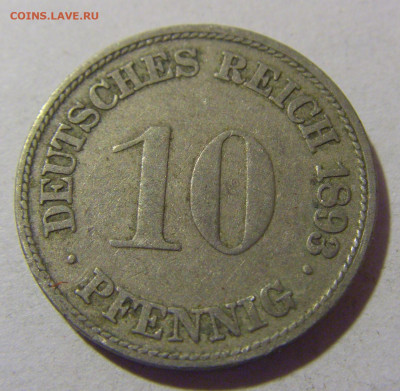 COINS.LAVE.RU
DEUTSCHES REICH 1893.
10
· PFENNIG